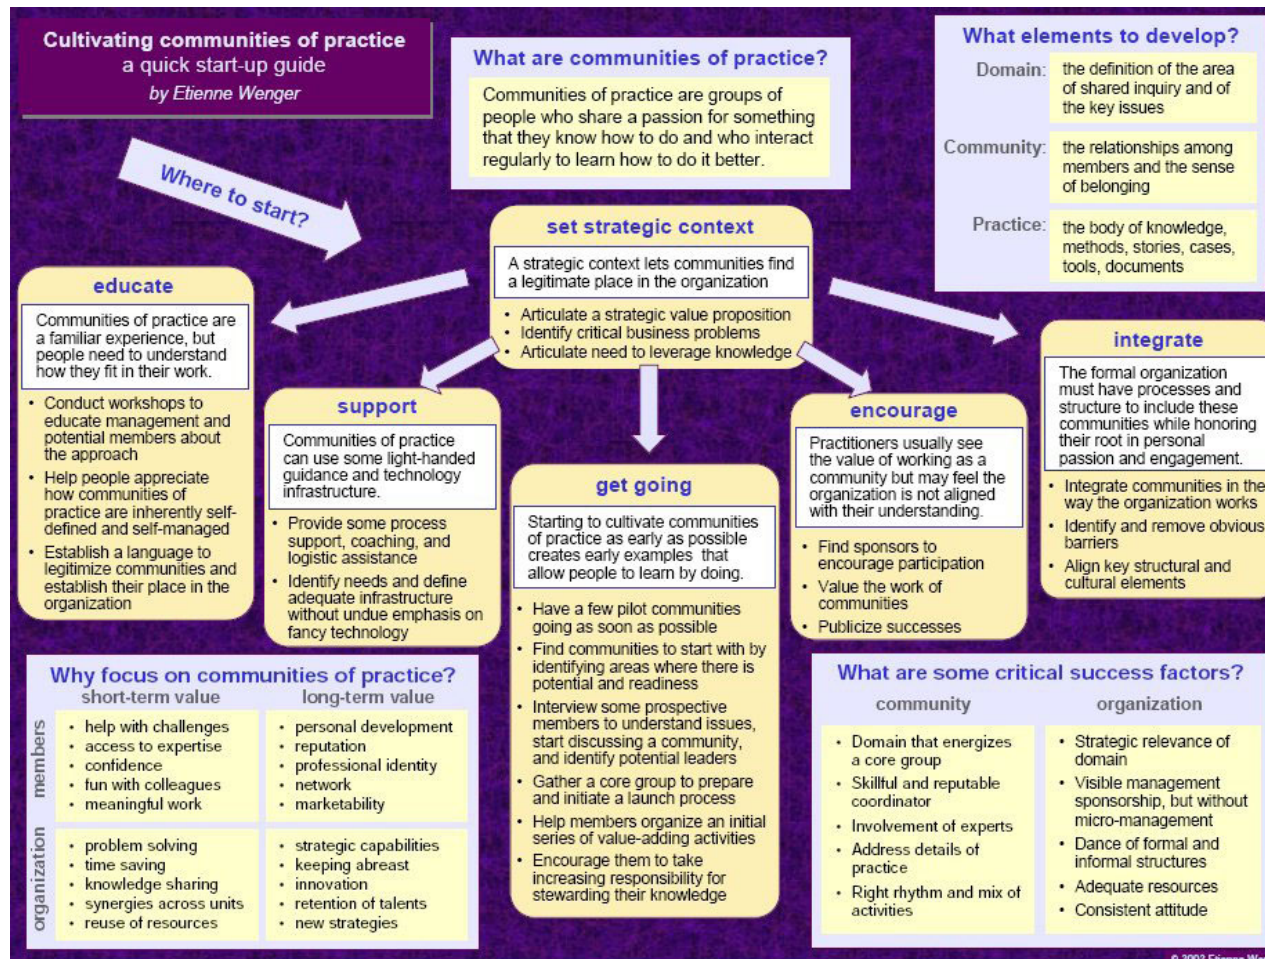 Cultivating communities of practice
a quick start-up guide
by Etienne Wenger
What are communities of practice?
Communities of practice are groups of
people who share a passion for something
that they know how to do and who interact
regularly to learn how to do it better.
What elements to develop?
Domain:
the definition of the area
of shared inquiry and of
the key issues
Community:
the relationships among
members and the sense
of belonging
Practice:
the body of knowledge,
methods, stories, cases,
tools, documents
Where to start?
set strategic context
A strategic context lets communities find
a legitimate place in the organization
• Articulate a strategic value proposition
• Identify critical business problems
• Articulate need to leverage knowledge
educate
Communities of practice are
a familiar experience, but
people need to understand
how they fit in their work.
• Conduct workshops to
educate management and
potential members about
the approach
• Help people appreciate
how communities of
practice are inherently self-
defined and self-managed
• Establish a language to
legitimize communities and
establish their place in the
organization
support
Communities of practice
can use some light-handed
guidance and technology
infrastructure.
• Provide some process
support, coaching, and
logistic assistance
• Identify needs and define
adequate infrastructure
without undue emphasis on
fancy technology
get going
Starting to cultivate communities
of practice as early as possible
creates early examples that
allow people to learn by doing.
• Have a few pilot communities
going as soon as possible
• Find communities to start with by
identifying areas where there is
potential and readiness
• Interview some prospective
members to understand issues,
start discussing a community,
and identify potential leaders
• Gather a core group to prepare
and initiate a launch process
• Help members organize an initial
series of value-adding activities
• Encourage them to take
increasing responsibility for
stewarding their knowledge
encourage
Practitioners usually see
the value of working as a
community but may feel the
organization is not aligned
with their understanding.
• Find sponsors to
encourage participation
• Value the work of
communities
• Publicize successes
integrate
The formal organization
must have processes and
structure to include these
communities while honoring
their root in personal
passion and engagement.
• Integrate communities in the
way the organization works
• Identify and remove obvious
barriers
• Align key structural and
cultural elements
Why focus on communities of practice?
short-term value
long-term value
members
• help with challenges
• access to expertise
• confidence
• fun with colleagues
• meaningful work
• personal development
• reputation
• professional identity
• network
• marketability
organization
• problem solving
• time saving
• knowledge sharing
• synergies across units
• reuse of resources
• strategic capabilities
• keeping abreast
• innovation
• retention of talents
• new strategies
What are some critical success factors?
community
organization
• Domain that energizes
a core group
• Skillful and reputable
coordinator
• Involvement of experts
• Address details of
practice
• Right rhythm and mix of
activities
• Strategic relevance of
domain
• Visible management
sponsorship, but without
micro-management
• Dance of formal and
informal structures
• Adequate resources
• Consistent attitude